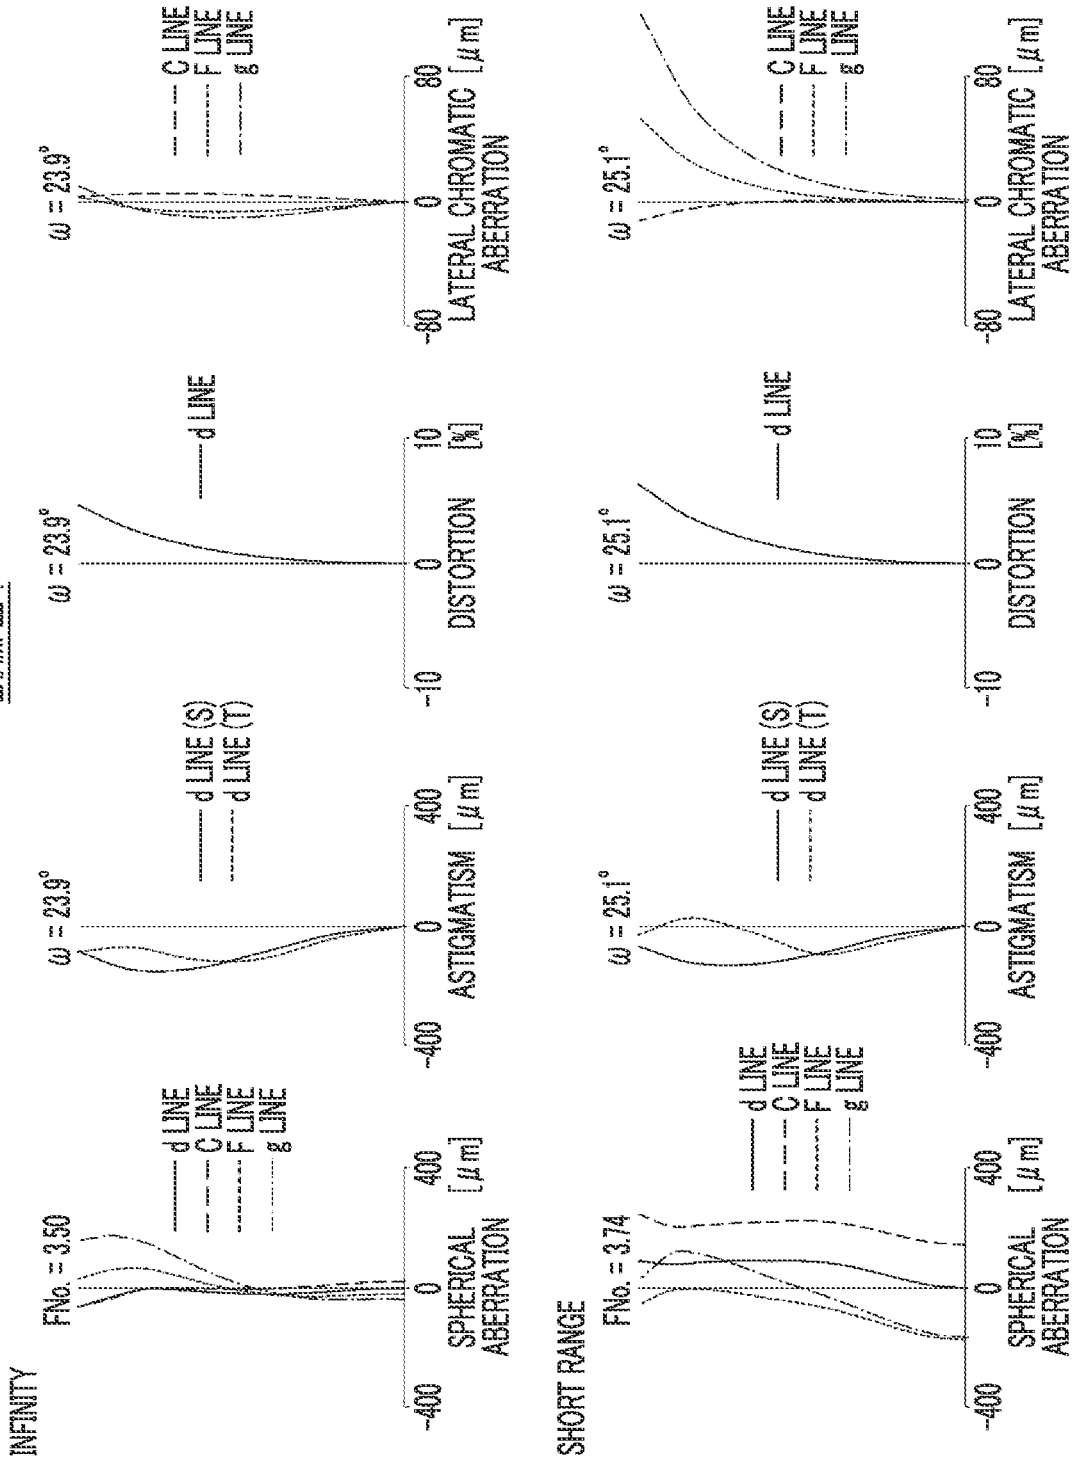 INFINITY
FNo. = 3.50
d LINE
C LINE
F LINE
g LINE
-400
0
400
SPHERICAL
ABERRATION
[μm]
ω = 23.9°
d LINE (S)
d LINE (T)
-400
0
400
ASTIGMATISM
[μm]
ω = 23.9°
d LINE
-10
0
10
DISTORTION
[%]
ω = 23.9°
C LINE
F LINE
g LINE
-80
0
80
LATERAL CHROMATIC
ABERRATION
[μm]
SHORT RANGE
FNo. = 3.74
d LINE
C LINE
F LINE
g LINE
-400
0
400
SPHERICAL
ABERRATION
[μm]
ω = 25.1°
d LINE (S)
d LINE (T)
-400
0
400
ASTIGMATISM
[μm]
ω = 25.1°
d LINE
-10
0
10
DISTORTION
[%]
ω = 25.1°
C LINE
F LINE
g LINE
-80
0
80
LATERAL CHROMATIC
ABERRATION
[μm]